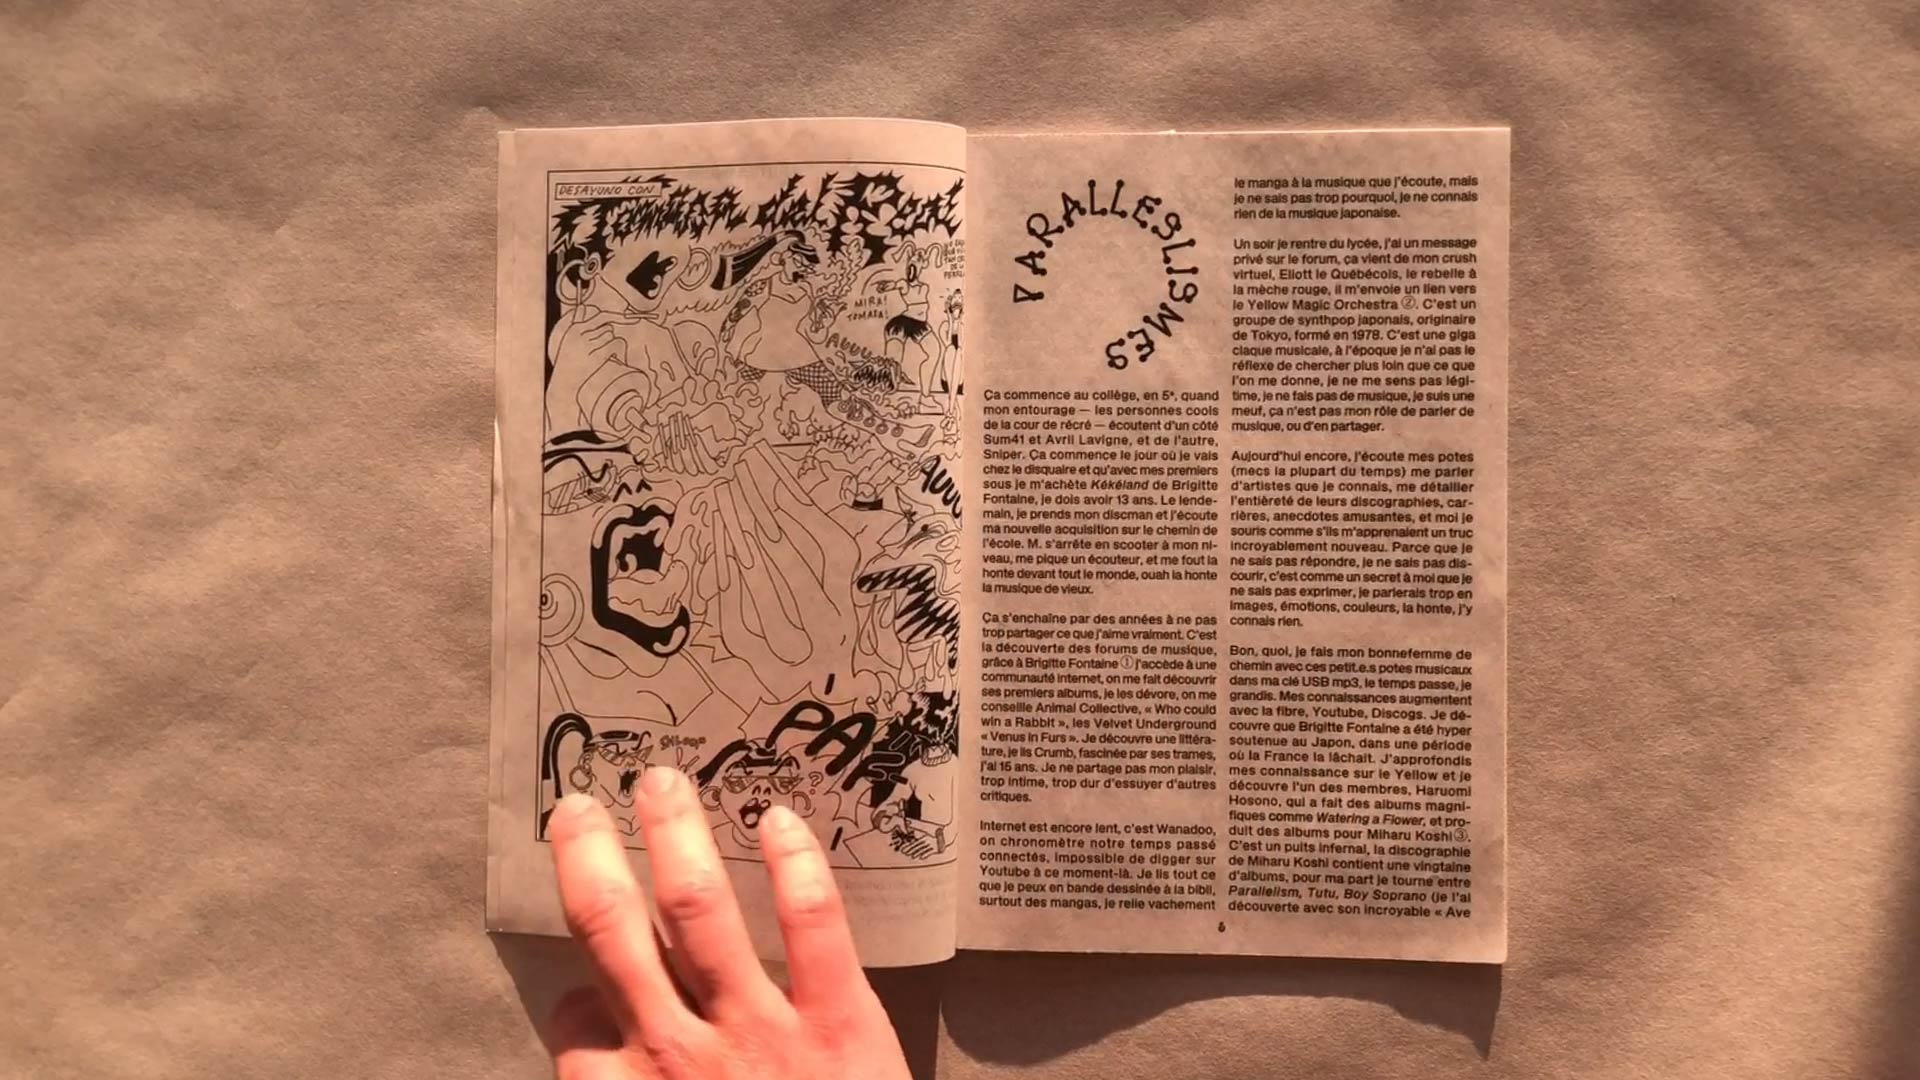 DESAYUNO CON
MIRA!
TOMASA!
AUUU
AUUU
PAF
?
PARALLESLISMES
Ça commence au collège, en 5ᵉ, quand
mon entourage — les personnes cools
de la cour de récré — écoutent d'un côté
Sum41 et Avril Lavigne, et de l'autre,
Sniper. Ça commence le jour où je vais
chez le disquaire et qu'avec mes premiers
sous je m'achète Kékéland de Brigitte
Fontaine, je dois avoir 13 ans. Le lende-
main, je prends mon discman et j'écoute
ma nouvelle acquisition sur le chemin de
l'école. M. s'arrête en scooter à mon ni-
veau, me pique un écouteur, et me fout la
honte devant tout le monde, ouah la honte
la musique de vieux.
Ça s'enchaîne par des années à ne pas
trop partager ce que j'aime vraiment. C'est
la découverte des forums de musique,
grâce à Brigitte Fontaine ① j'accède à une
communauté internet, on me fait découvrir
ses premiers albums, je les dévore, on me
conseille Animal Collective, « Who could
win a Rabbit », les Velvet Underground
« Venus in Furs ». Je découvre une littéra-
ture, je lis Crumb, fascinée par ses trames,
j'ai 15 ans. Je ne partage pas mon plaisir,
trop intime, trop dur d'essuyer d'autres
critiques.
Internet est encore lent, c'est Wanadoo,
on chronomètre notre temps passé
connectés, impossible de digger sur
Youtube à ce moment-là. Je lis tout ce
que je peux en bande dessinée à la bibli,
surtout des mangas, je relie vachement
le manga à la musique que j'écoute, mais
je ne sais pas trop pourquoi, je ne connais
rien de la musique japonaise.
Un soir je rentre du lycée, j'ai un message
privé sur le forum, ça vient de mon crush
virtuel, Eliott le Québécois, le rebelle à
la mèche rouge, il m'envoie un lien vers
le Yellow Magic Orchestra ②. C'est un
groupe de synthpop japonais, originaire
de Tokyo, formé en 1978. C'est une giga
claque musicale, à l'époque je n'ai pas le
réflexe de chercher plus loin que ce que
l'on me donne, je ne me sens pas légi-
time, je ne fais pas de musique, je suis une
meuf, ça n'est pas mon rôle de parler de
musique, ou d'en partager.
Aujourd'hui encore, j'écoute mes potes
(mecs la plupart du temps) me parler
d'artistes que je connais, me détailler
l'entièreté de leurs discographies, car-
rières, anecdotes amusantes, et moi je
souris comme s'ils m'apprenaient un truc
incroyablement nouveau. Parce que je
ne sais pas répondre, je ne sais pas dis-
courir, c'est comme un secret à moi que je
ne sais pas exprimer, je parlerais trop en
images, émotions, couleurs, la honte, j'y
connais rien.
Bon, quoi, je fais mon bonnefemme de
chemin avec ces petit.e.s potes musicaux
dans ma clé USB mp3, le temps passe, je
grandis. Mes connaissances augmentent
avec la fibre, Youtube, Discogs. Je dé-
couvre que Brigitte Fontaine a été hyper
soutenue au Japon, dans une période
où la France la lâchait. J'approfondis
mes connaissance sur le Yellow et je
découvre l'un des membres, Haruomi
Hosono, qui a fait des albums magni-
fiques comme Watering a Flower, et pro-
duit des albums pour Miharu Koshi ③.
C'est un puits infernal, la discographie
de Miharu Koshi contient une vingtaine
d'albums, pour ma part je tourne entre
Parallelism, Tutu, Boy Soprano (je l'ai
découverte avec son incroyable « Ave